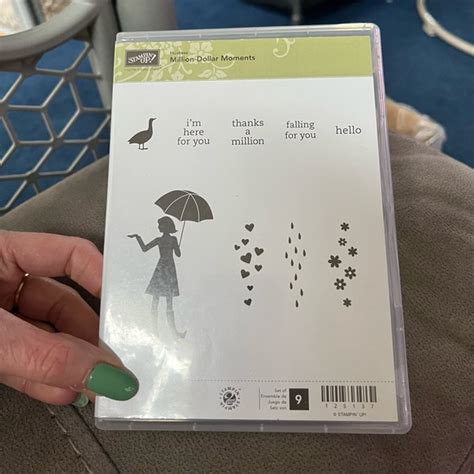 STAMPIN' UP!
Million Dollar Moments
i'm
here
for you
thanks
a
million
falling
for you
hello
Set of
Ensemble de
Juego de
Satz von
9
125137
© STAMPIN' UP!